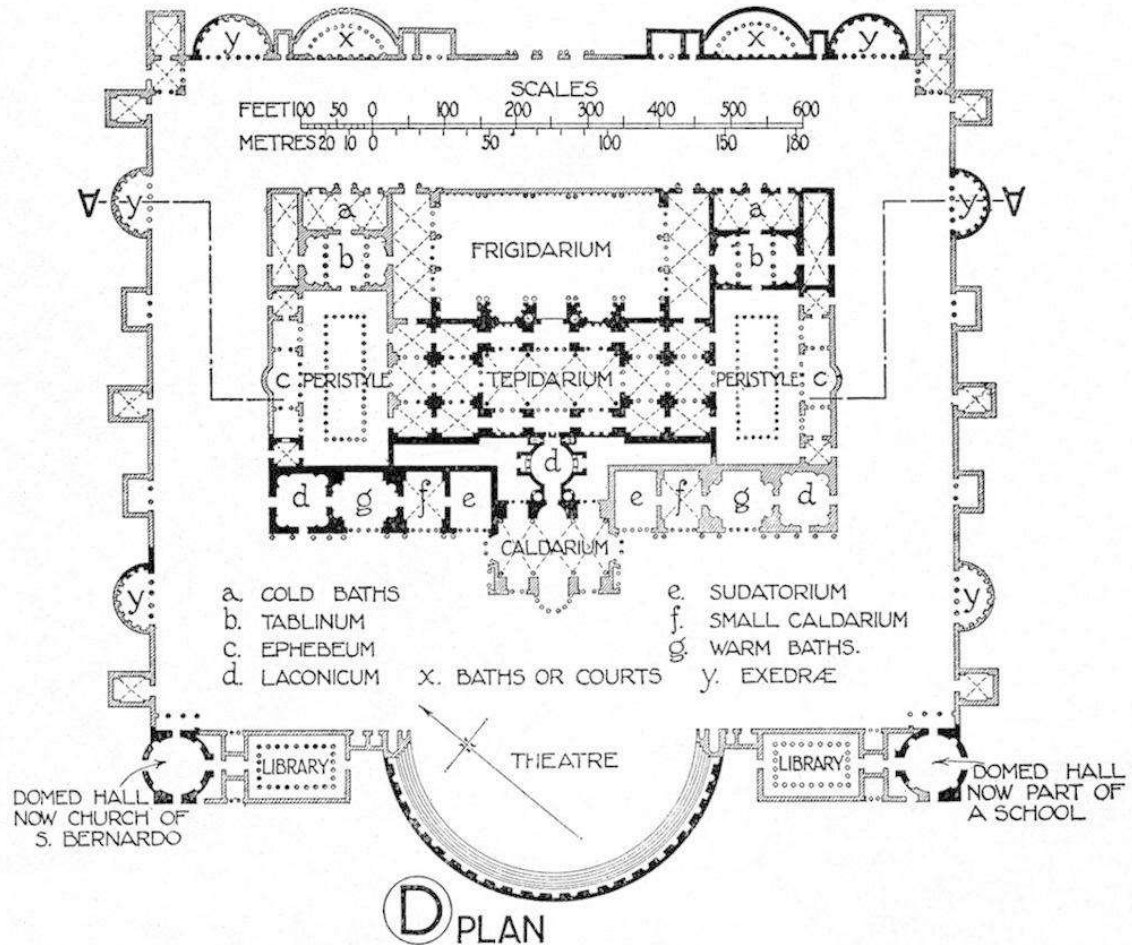 y x x y
SCALES
FEET 100 50 0 100 200 300 400 500 600
METRES 20 10 0 50 100 150 180
A y y A
a a
b FRIGIDARIUM b
c PERISTYLE TEPIDARIUM PERISTYLE c
d g f e d e f g d
CALDARIUM
y y
a. COLD BATHS
b. TABLINUM
c. EPHEBEUM
d. LACONICUM
x. BATHS OR COURTS
e. SUDATORIUM
f. SMALL CALDARIUM
g. WARM BATHS.
y. EXEDRÆ
THEATRE
LIBRARY LIBRARY
DOMED HALL
NOW CHURCH OF
S. BERNARDO
DOMED HALL
NOW PART OF
A SCHOOL
D PLAN